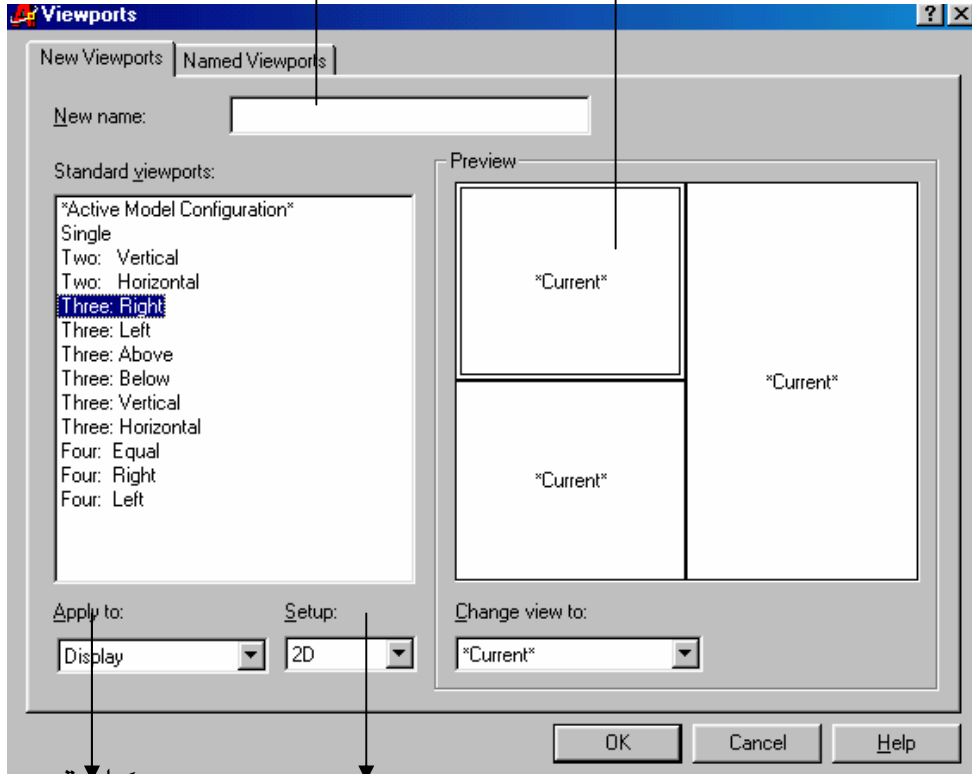 Viewports
New Viewports Named Viewports
New name:
Standard viewports:
*Active Model Configuration*
Single
Two: Vertical
Two: Horizontal
Three: Right
Three: Left
Three: Above
Three: Below
Three: Vertical
Three: Horizontal
Four: Equal
Four: Right
Four: Left
Preview
*Current*
*Current*
*Current*
Apply to:
Display
Setup:
2D
Change view to:
*Current*
OK Cancel Help